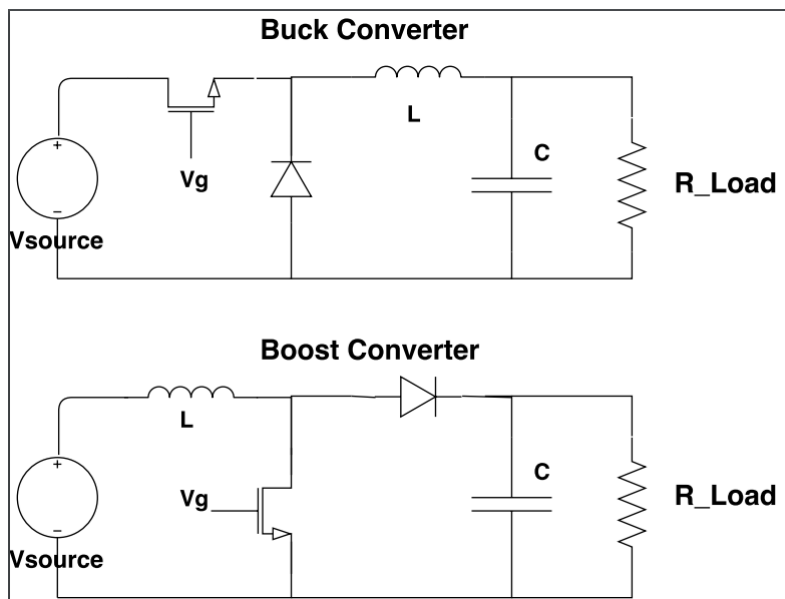 Buck Converter
L
C
Vg
R_Load
+
−
Vsource
Boost Converter
L
C
Vg
R_Load
+
−
Vsource